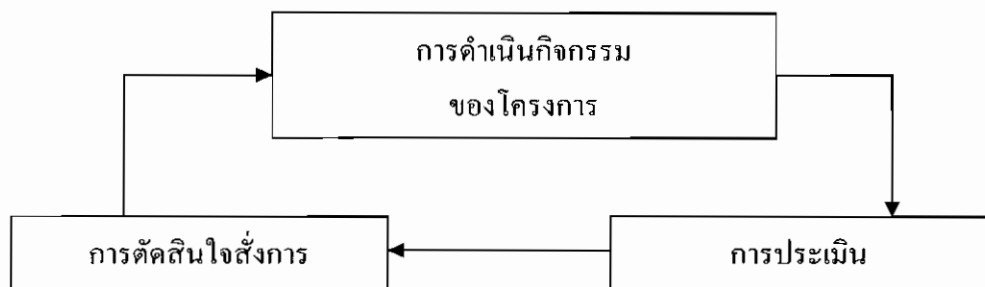 การดำเนินกิจกรรม
ของโครงการ
การตัดสินใจสั่งการ
การประเมิน